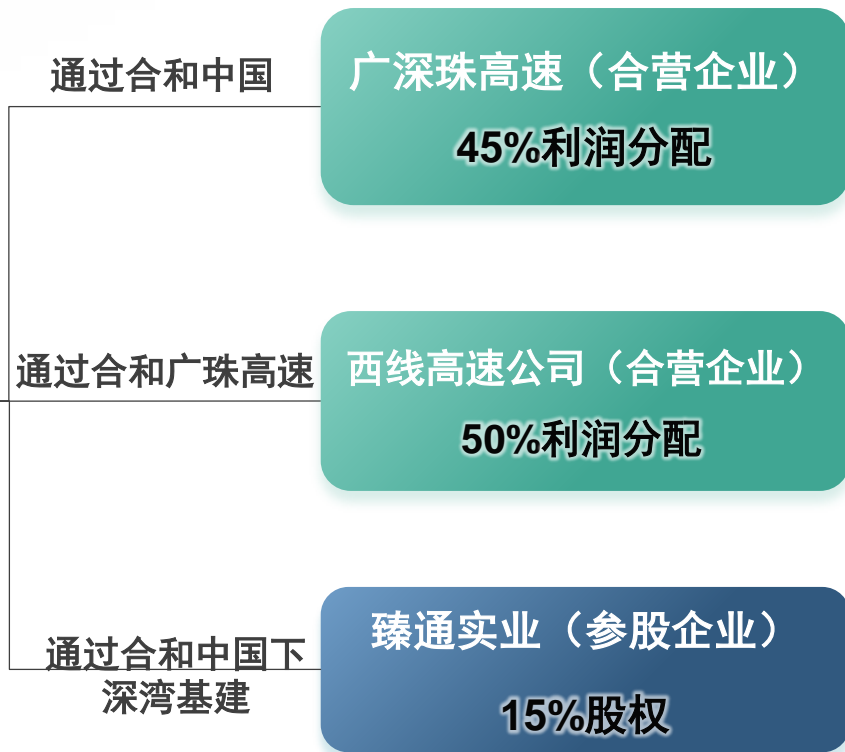 通过合和中国
广深珠高速（合营企业）
45%利润分配
通过合和广珠高速
西线高速公司（合营企业）
50%利润分配
通过合和中国下
深湾基建
臻通实业（参股企业）
15%股权